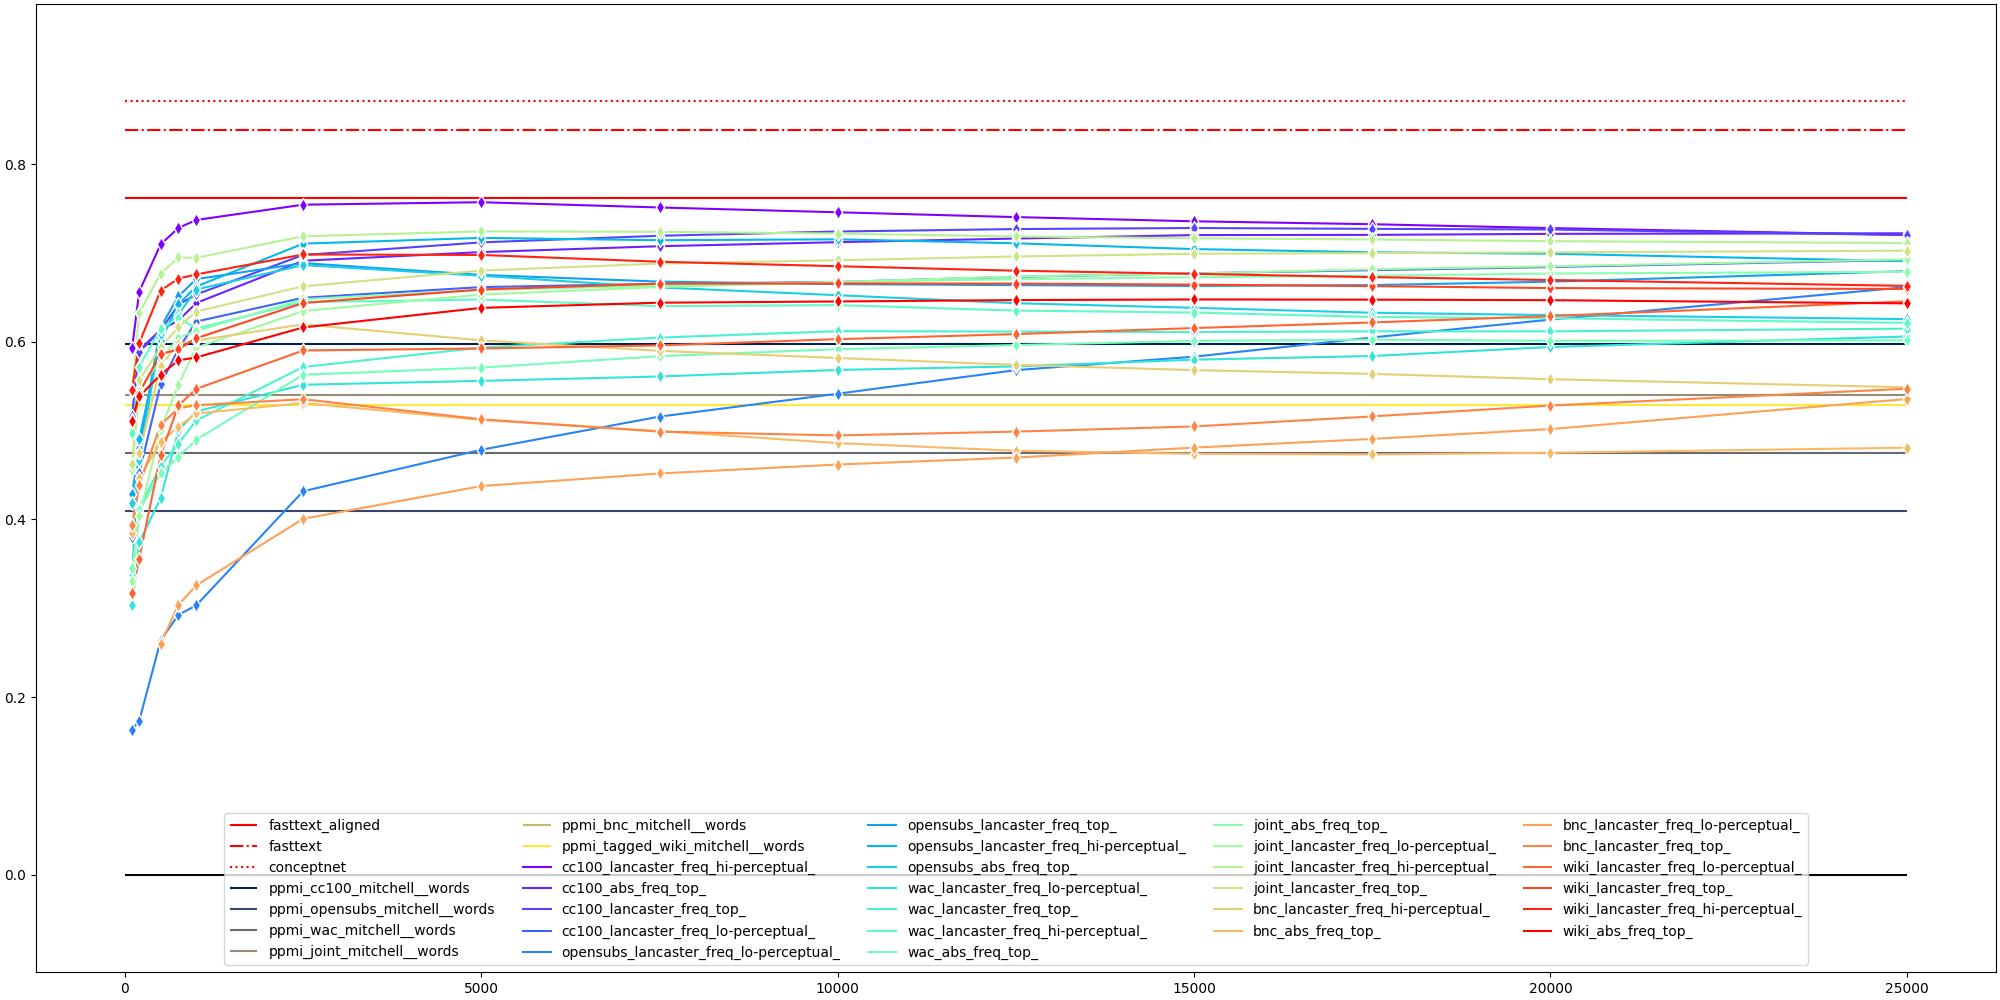 0.8
0.6
0.4
0.2
0.0
fasttext_aligned
fasttext
conceptnet
ppmi_cc100_mitchell__words
ppmi_opensubs_mitchell__words
ppmi_wac_mitchell__words
ppmi_joint_mitchell__words
ppmi_bnc_mitchell__words
ppmi_tagged_wiki_mitchell__words
cc100_lancaster_freq_hi-perceptual_
cc100_abs_freq_top_
cc100_lancaster_freq_top_
cc100_lancaster_freq_lo-perceptual_
opensubs_lancaster_freq_lo-perceptual_
opensubs_lancaster_freq_top_
opensubs_lancaster_freq_hi-perceptual_
opensubs_abs_freq_top_
wac_lancaster_freq_lo-perceptual_
wac_lancaster_freq_top_
wac_lancaster_freq_hi-perceptual_
wac_abs_freq_top_
joint_abs_freq_top_
joint_lancaster_freq_lo-perceptual_
joint_lancaster_freq_hi-perceptual_
joint_lancaster_freq_top_
bnc_lancaster_freq_hi-perceptual_
bnc_abs_freq_top_
bnc_lancaster_freq_lo-perceptual_
bnc_lancaster_freq_top_
wiki_lancaster_freq_lo-perceptual_
wiki_lancaster_freq_top_
wiki_lancaster_freq_hi-perceptual_
wiki_abs_freq_top_
0 5000 10000 15000 20000 25000